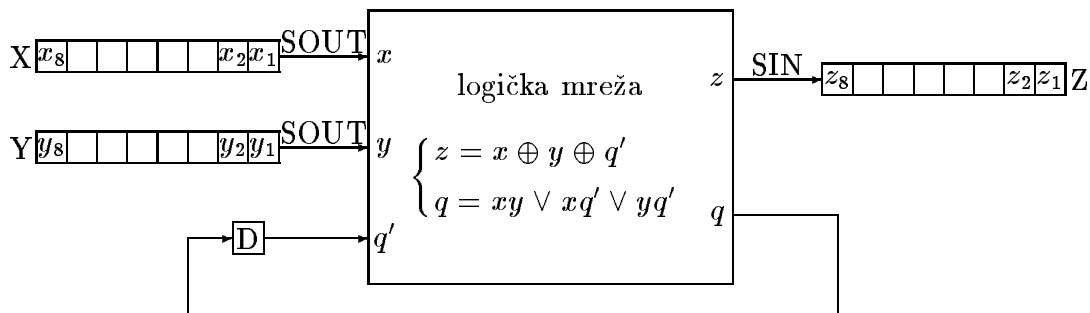 X x₈ x₂ x₁ SOUT x
logička mreža
z SIN z₈ z₂ z₁ Z
Y y₈ y₂ y₁ SOUT y
z = x ⊕ y ⊕ q′
q = xy ∨ xq′ ∨ yq′
q
D q′